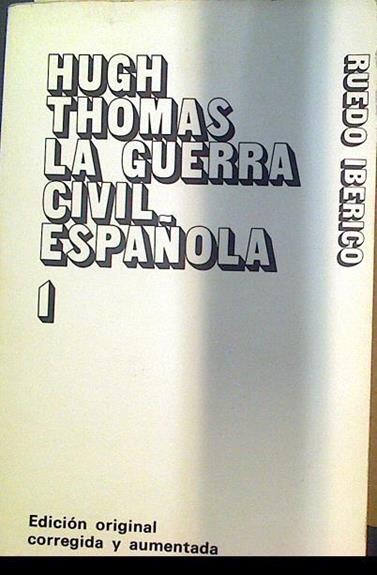 HUGH
THOMAS
LA GUERRA
CIVIL
ESPAÑOLA
I
RUEDO IBERICO
Edición original
corregida y aumentada